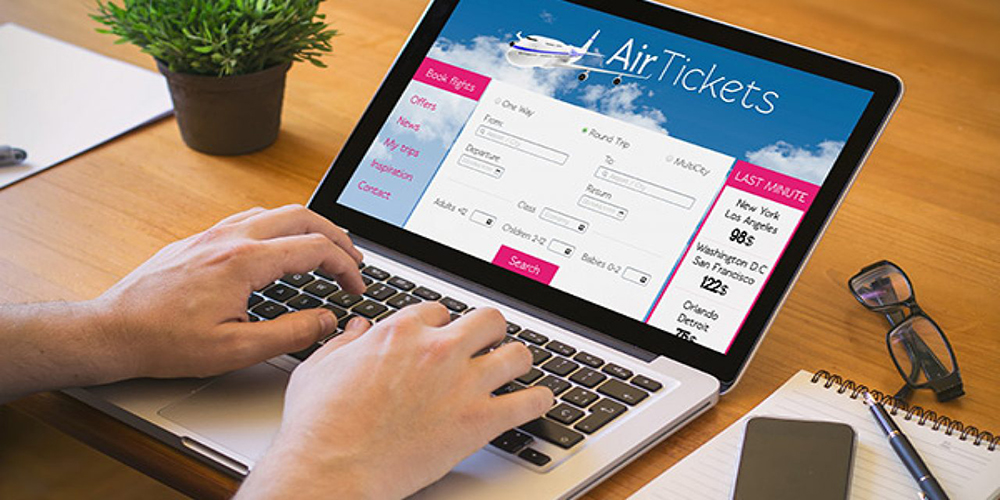 AirTickets
Book flights
Offers
News
My trips
Inspiration
Contact
One Way
Round Trip
MultiCity
From:
To:
Departure
Return
Class
Adults +12
Children 2-12
Babies 0-2
Search
LAST MINUTE
New York
Los Angeles
98$
Washington D.C
San Francisco
122$
Orlando
Detroit
75$